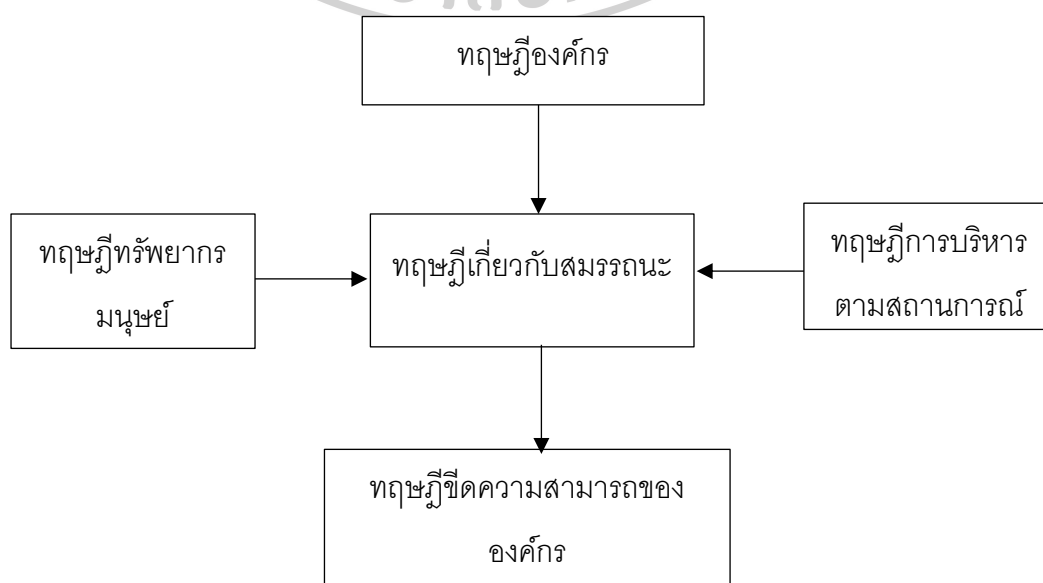 ทฤษฎีองค์กร
ทฤษฎีทรัพยากร
มนุษย์
ทฤษฎีเกี่ยวกับสมรรถนะ
ทฤษฎีการบริหาร
ตามสถานการณ์
ทฤษฎีขีดความสามารถของ
องค์กร